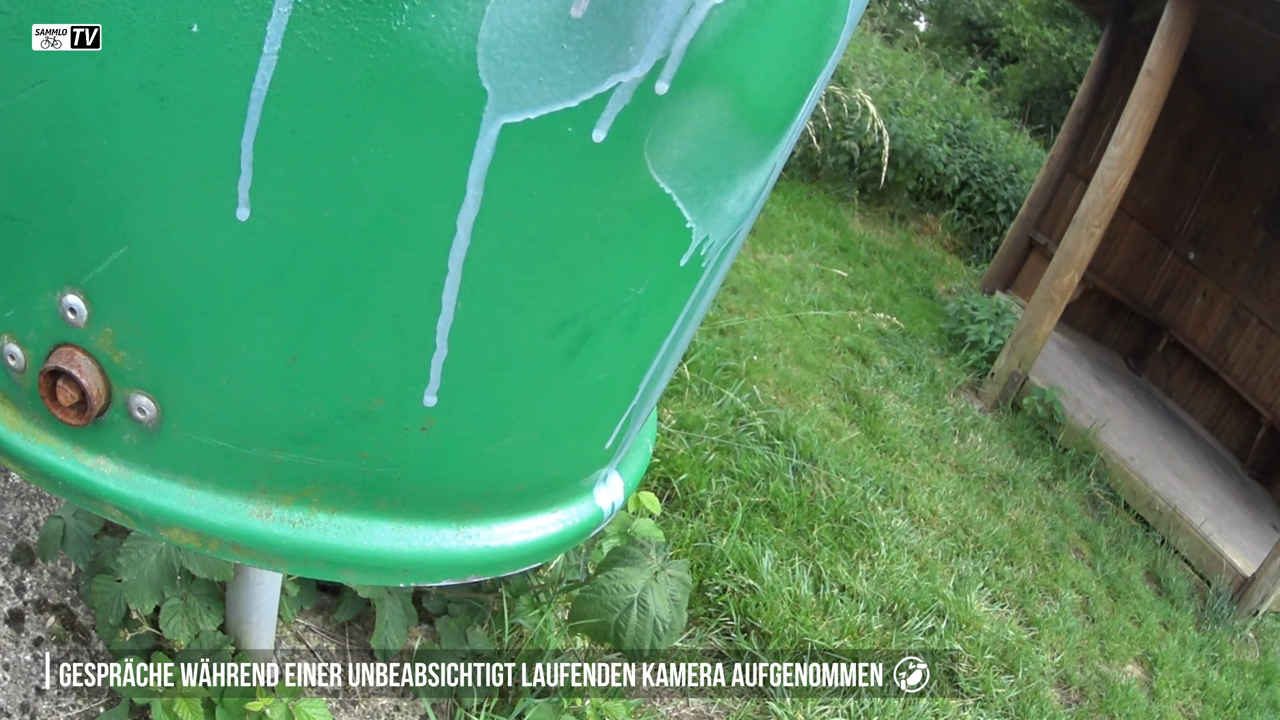 SAMMLO
TV
GESPRÄCHE WÄHREND EINER UNBEABSICHTIGT LAUFENDEN KAMERA AUFGENOMMEN